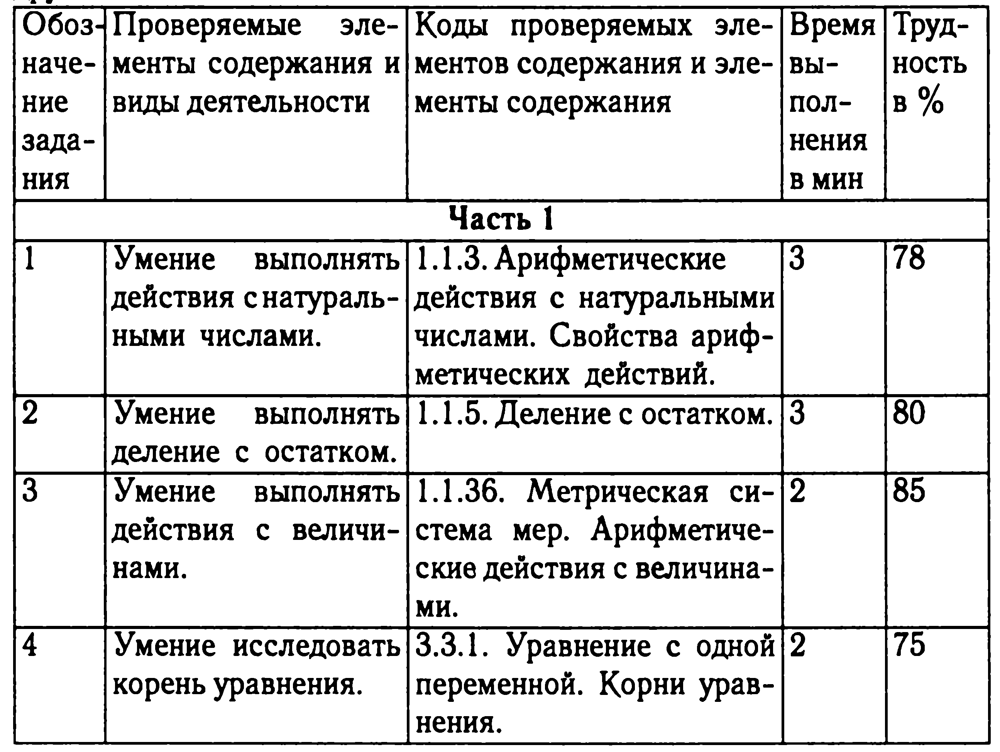 Обоз-
наче-
ние
зада-
ния
Проверяемые эле-
менты содержания и
виды деятельности
Коды проверяемых эле-
ментов содержания и эле-
менты содержания
Время
вы-
пол-
нения
в мин
Труд-
ность
в %
Часть 1
1
Умение выполнять
действия с натураль-
ными числами.
1.1.3. Арифметические
действия с натуральными
числами. Свойства ариф-
метических действий.
3
78
2
Умение выполнять
деление с остатком.
1.1.5. Деление с остатком.
3
80
3
Умение выполнять
действия с величи-
нами.
1.1.36. Метрическая си-
стема мер. Арифметиче-
ские действия с величина-
ми.
2
85
4
Умение исследовать
корень уравнения.
3.3.1. Уравнение с одной
переменной. Корни урав-
нения.
2
75